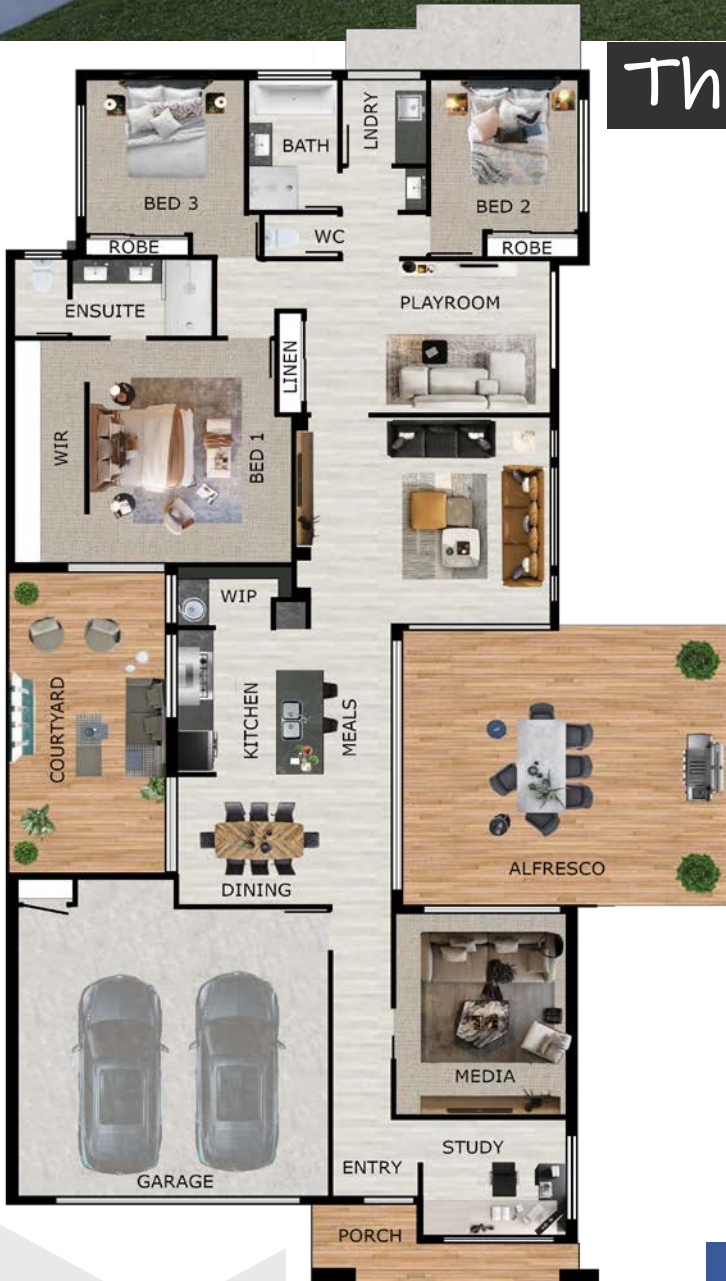 Th
LNDRY
BATH
BED 3
BED 2
WC
ROBE
ROBE
ENSUITE
PLAYROOM
LINEN
WIR
BED 1
WIP
COURTYARD
KITCHEN
MEALS
ALFRESCO
DINING
MEDIA
STUDY
ENTRY
GARAGE
PORCH